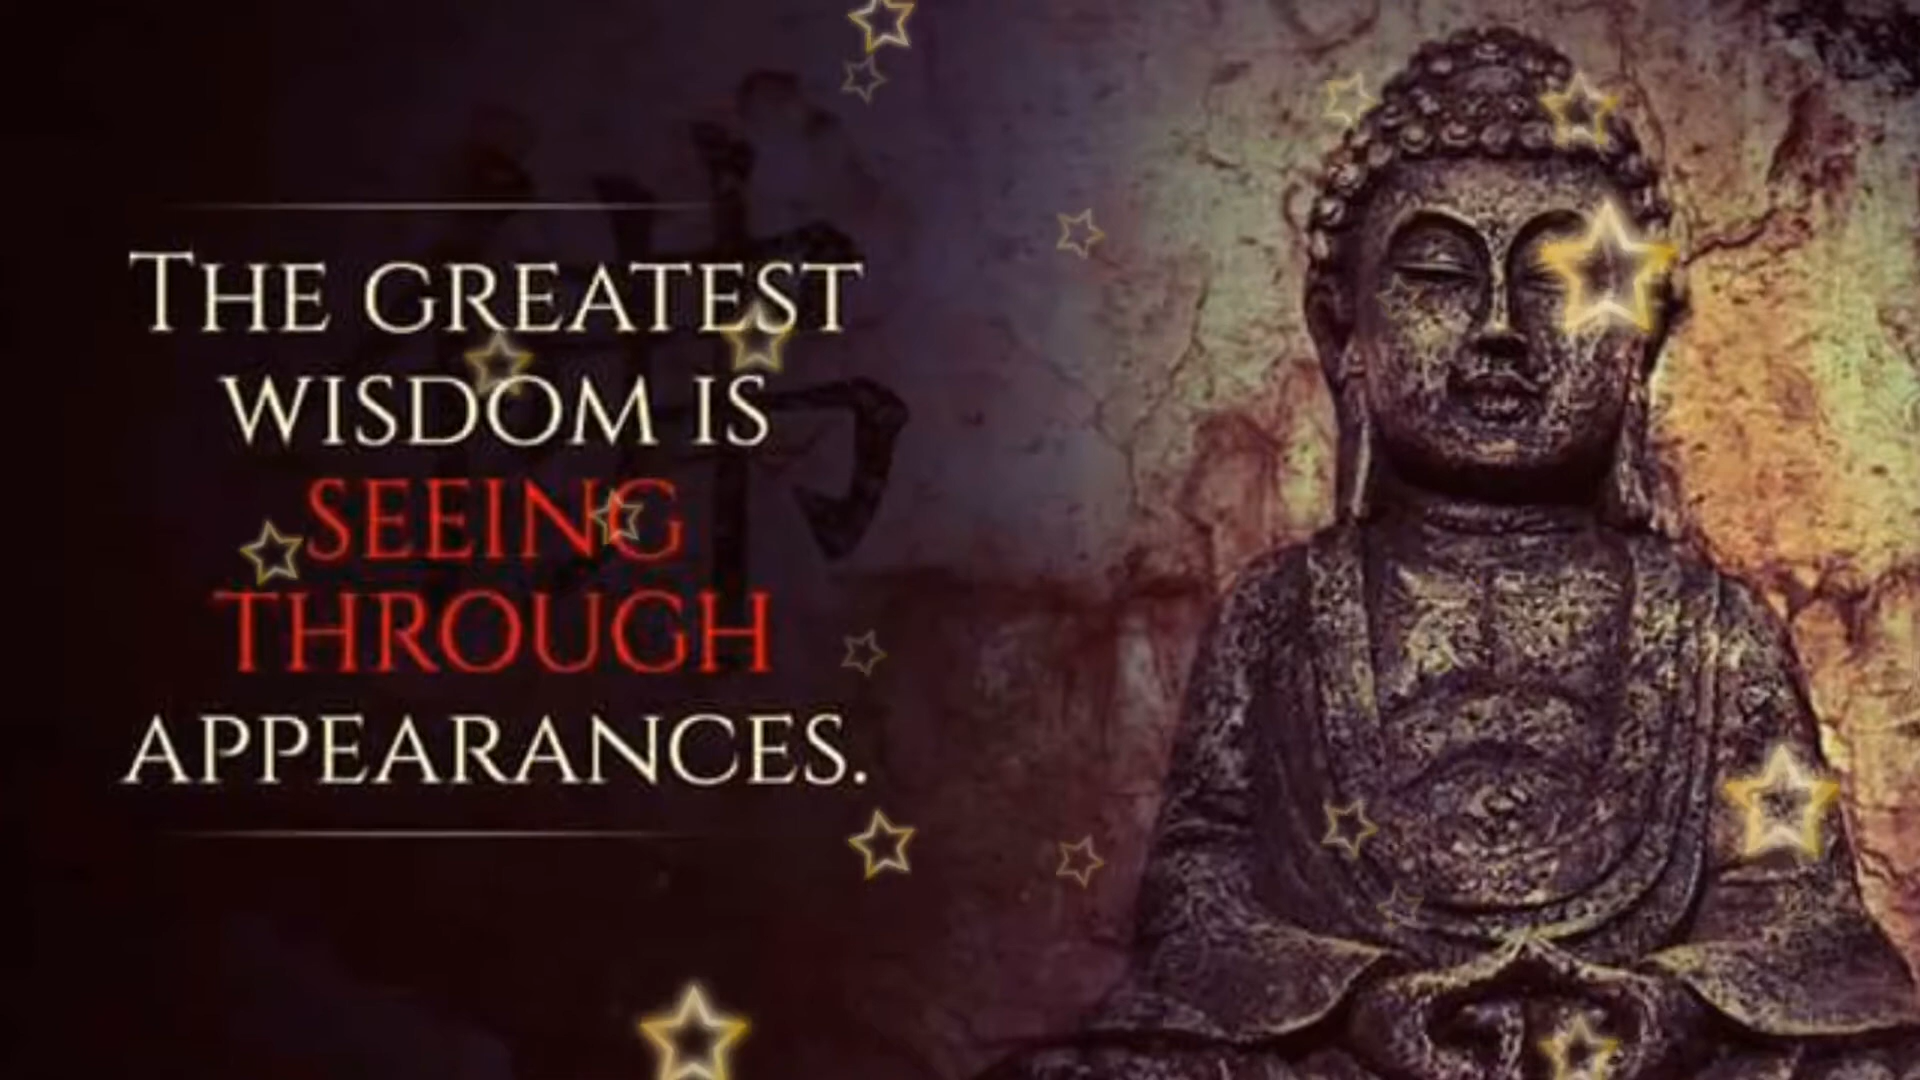 THE GREATEST
WISDOM IS
SEEING
THROUGH
APPEARANCES.